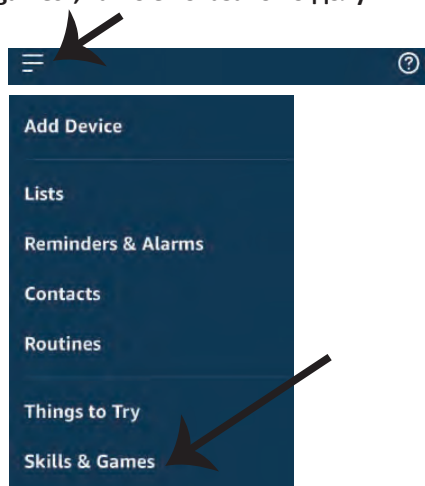 ?
Add Device
Lists
Reminders & Alarms
Contacts
Routines
Things to Try
Skills & Games